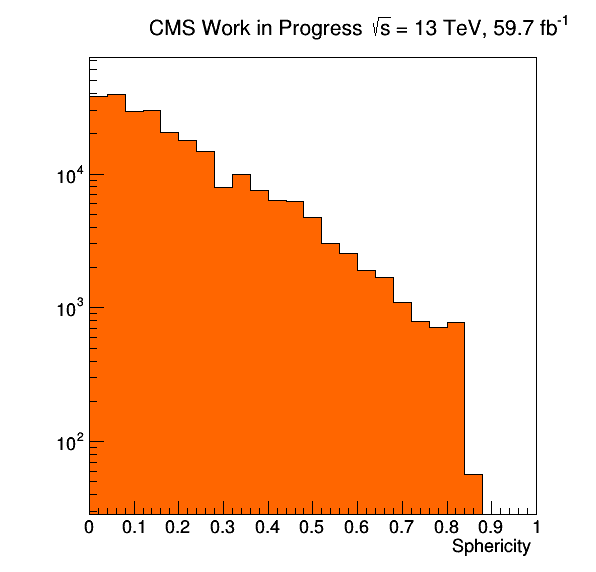 CMS Work in Progress √s = 13 TeV, 59.7 fb⁻¹
10⁴
10³
10²
0 0.1 0.2 0.3 0.4 0.5 0.6 0.7 0.8 0.9 1
Sphericity